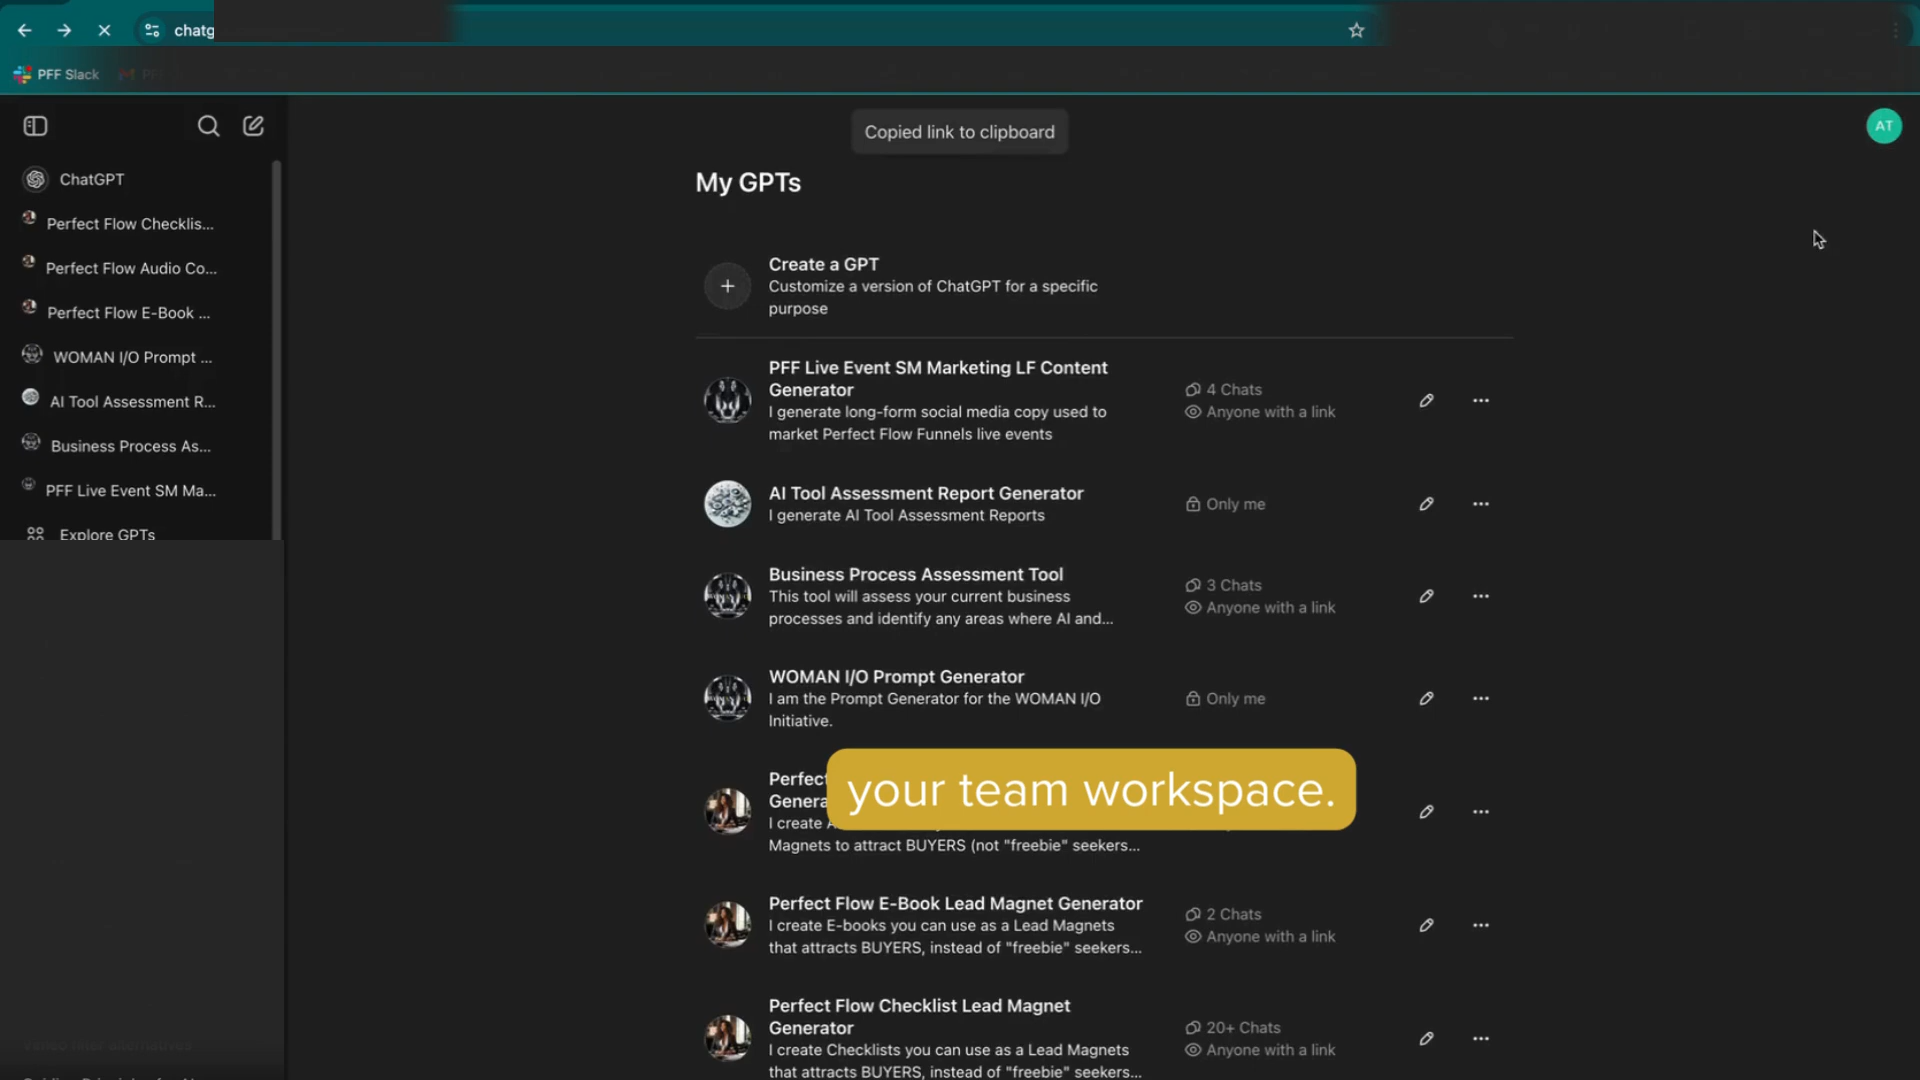 chatg
PFF Slack
Copied link to clipboard
AT
ChatGPT
Perfect Flow Checklis...
Perfect Flow Audio Co...
Perfect Flow E-Book ...
WOMAN I/O Prompt ...
AI Tool Assessment R...
Business Process As...
PFF Live Event SM Ma...
Explore GPTs
My GPTs
Create a GPT
Customize a version of ChatGPT for a specific
purpose
PFF Live Event SM Marketing LF Content
Generator
I generate long-form social media copy used to
market Perfect Flow Funnels live events
4 Chats
Anyone with a link
AI Tool Assessment Report Generator
I generate AI Tool Assessment Reports
Only me
Business Process Assessment Tool
This tool will assess your current business
processes and identify any areas where AI and...
3 Chats
Anyone with a link
WOMAN I/O Prompt Generator
I am the Prompt Generator for the WOMAN I/O
Initiative.
Only me
your team workspace.
I create
Magnets to attract BUYERS (not "freebie" seekers...
Perfect Flow E-Book Lead Magnet Generator
I create E-books you can use as a Lead Magnets
that attracts BUYERS, instead of "freebie" seekers...
2 Chats
Anyone with a link
Perfect Flow Checklist Lead Magnet
Generator
I create Checklists you can use as a Lead Magnets
that attracts BUYERS, instead of "freebie" seekers...
20+ Chats
Anyone with a link